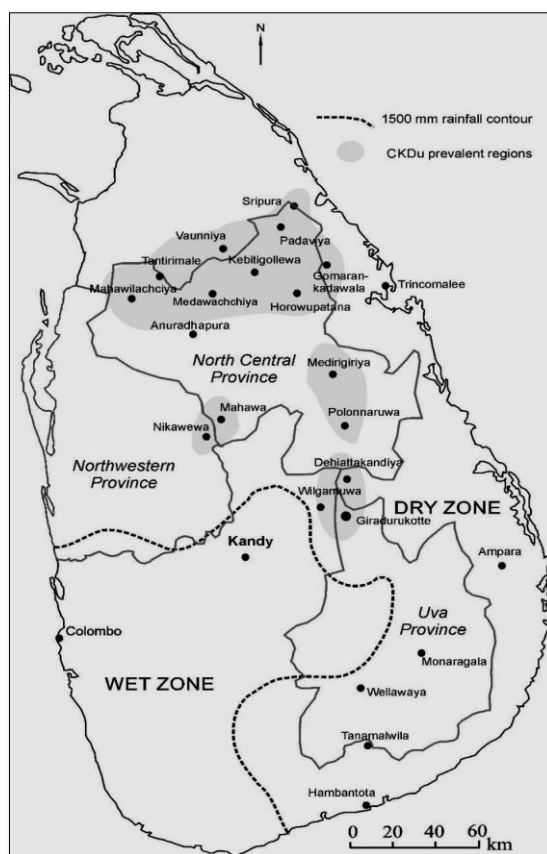 N
1500 mm rainfall contour
CKDu prevalent regions
Sripura
Padaviya
Vaunniya
Kebitigollewa
Tantirimale
Gomaran-
kadawala
Mahawilachciya
Medawachchiya
Horowupatana
Trincomalee
Anuradhapura
North Central
Province
Medirigiriya
Mahawa
Polonnaruwa
Nikawewa
Northwestern
Province
Dehiattakandiya
Wilgamuwa
DRY ZONE
Giradurukotte
Kandy
Ampara
Colombo
Uva
Province
Monaragala
WET ZONE
Wellawaya
Tanamalwila
Hambantota
0 20 40 60
km